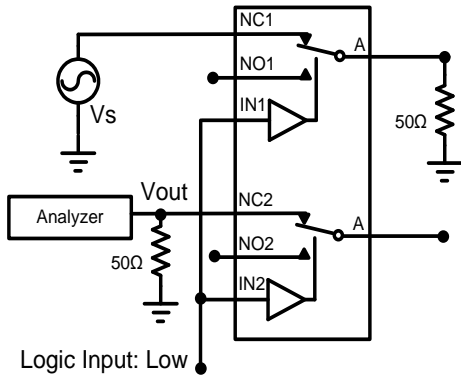 NC1
A
NO1
Vs
IN1
50Ω
Vout
NC2
Analyzer
A
50Ω
NO2
IN2
Logic Input: Low